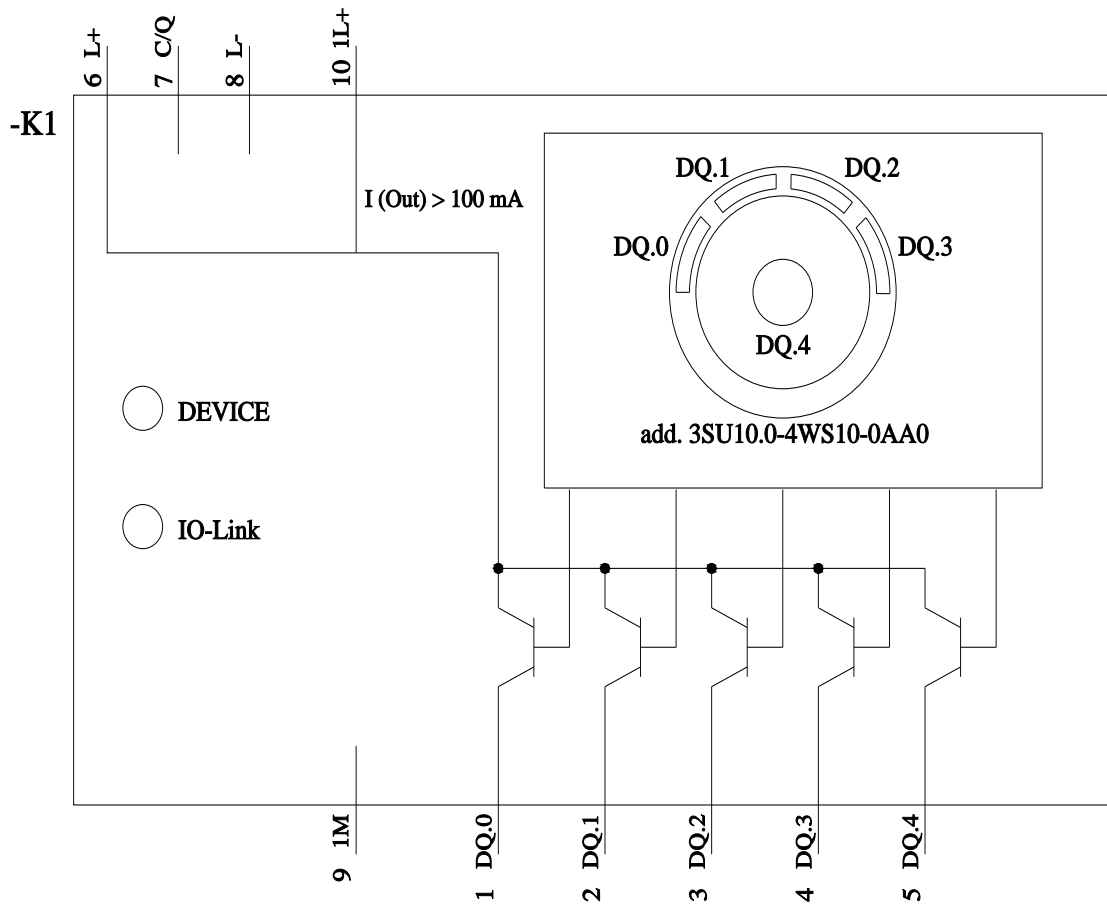 6 L+
7 C/Q
8 L-
10 1L+
-K1
I (Out) > 100 mA
DQ.1
DQ.2
DQ.0
DQ.3
DQ.4
DEVICE
add. 3SU10.0-4WS10-0AA0
IO-Link
9 1M
1 DQ.0
2 DQ.1
3 DQ.2
4 DQ.3
5 DQ.4